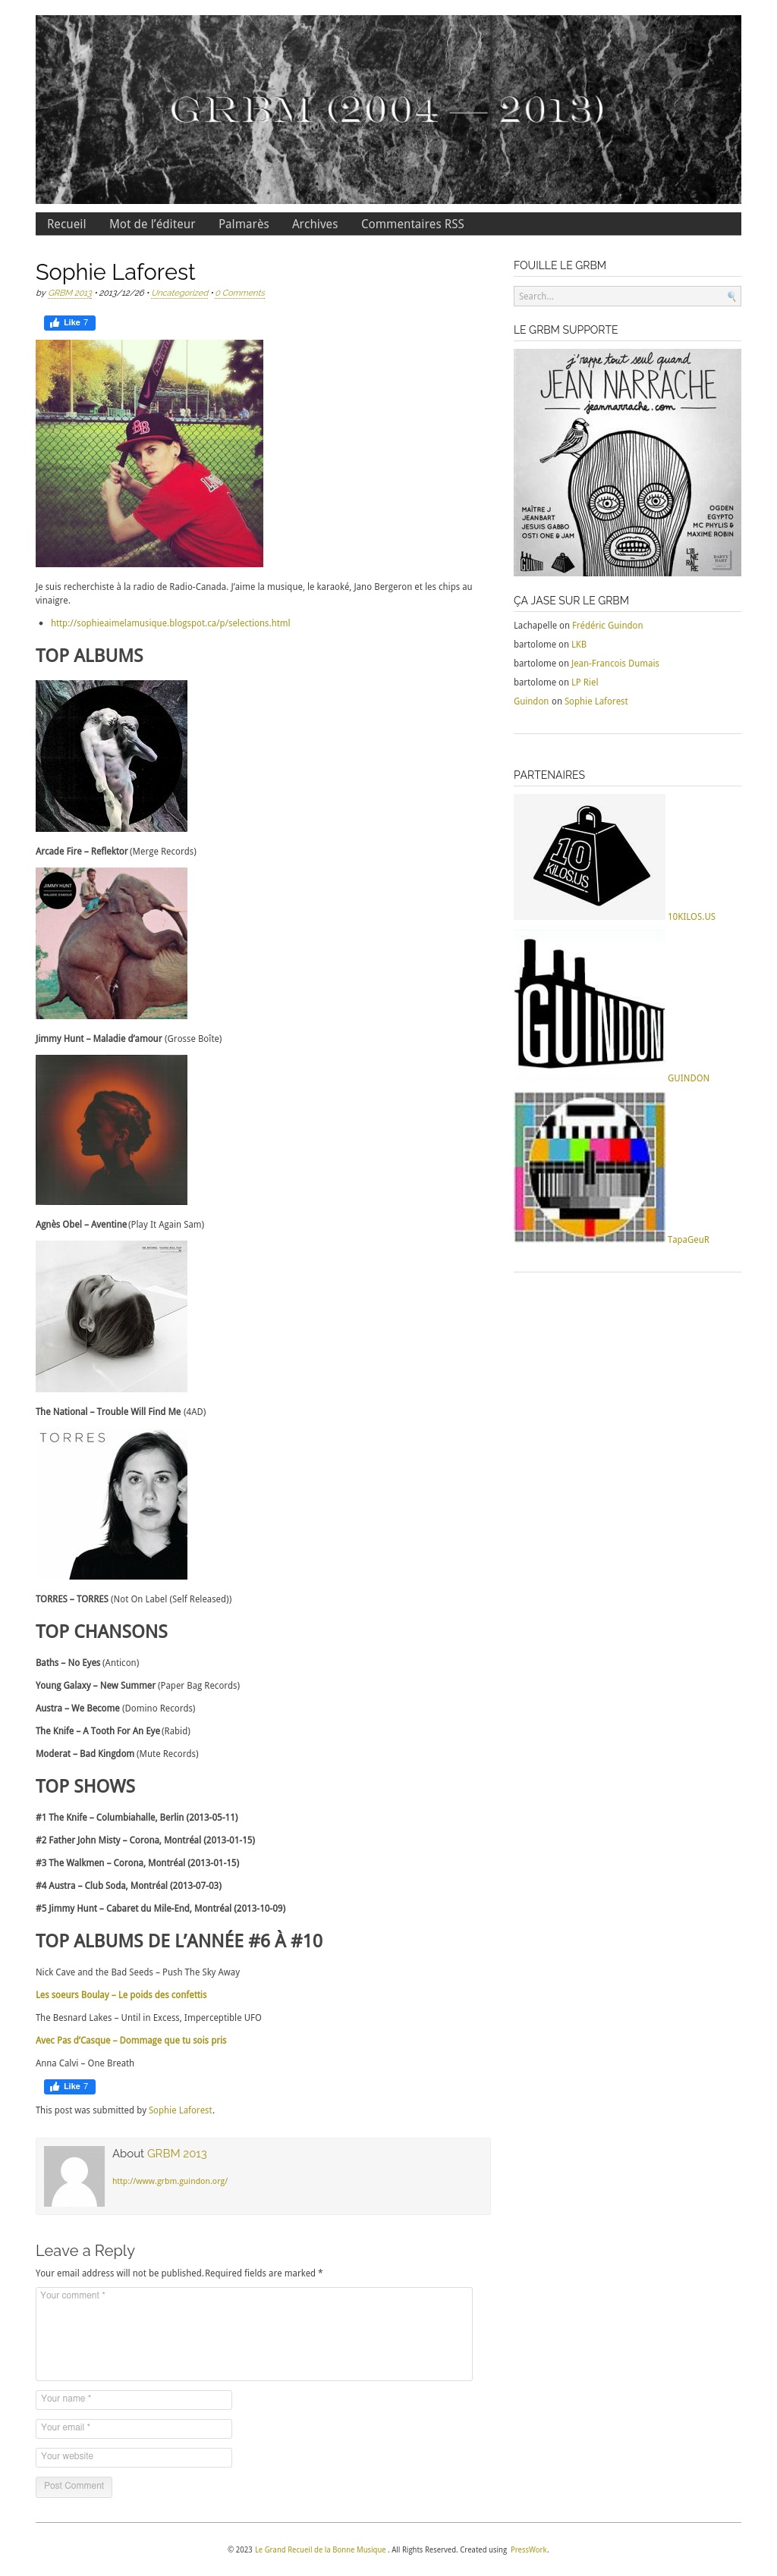 GRBM (2004 — 2013)
Recueil Mot de l’éditeur Palmarès Archives Commentaires RSS
Sophie Laforest
by GRBM 2013 • 2013/12/26 • Uncategorized • 0 Comments
Like 7
BB
Je suis recherchiste à la radio de Radio-Canada. J’aime la musique, le karaoké, Jano Bergeron et les chips au
vinaigre.
• http://sophieaimelamusique.blogspot.ca/p/selections.html
TOP ALBUMS
Arcade Fire – Reflektor (Merge Records)
JIMMY HUNT
MALADIE D'AMOUR
Jimmy Hunt – Maladie d’amour (Grosse Boîte)
Agnès Obel – Aventine (Play It Again Sam)
The National – Trouble Will Find Me (4AD)
TORRES
TORRES – TORRES (Not On Label (Self Released))
TOP CHANSONS
Baths – No Eyes (Anticon)
Young Galaxy – New Summer (Paper Bag Records)
Austra – We Become (Domino Records)
The Knife – A Tooth For An Eye (Rabid)
Moderat – Bad Kingdom (Mute Records)
TOP SHOWS
#1 The Knife – Columbiahalle, Berlin (2013-05-11)
#2 Father John Misty – Corona, Montréal (2013-01-15)
#3 The Walkmen – Corona, Montréal (2013-01-15)
#4 Austra – Club Soda, Montréal (2013-07-03)
#5 Jimmy Hunt – Cabaret du Mile-End, Montréal (2013-10-09)
TOP ALBUMS DE L’ANNÉE #6 À #10
Nick Cave and the Bad Seeds – Push The Sky Away
Les soeurs Boulay – Le poids des confettis
The Besnard Lakes – Until in Excess, Imperceptible UFO
Avec Pas d’Casque – Dommage que tu sois pris
Anna Calvi – One Breath
Like 7
This post was submitted by Sophie Laforest.
About GRBM 2013
http://www.grbm.guindon.org/
Leave a Reply
Your email address will not be published. Required fields are marked *
Your comment *
Your name *
Your email *
Your website
Post Comment
FOUILLE LE GRBM
Search...
LE GRBM SUPPORTE
j'rappe tout seul quand
JEAN NARRACHE
jeannarrache.com
MAÎTRE J
JEANBART
JESUIS GABBO
OSTI ONE & JAM
OGDEN
EGYPTO
MC PHYLIS &
MAXIME ROBIN
ÇA JASE SUR LE GRBM
Lachapelle on Frédéric Guindon
bartolome on LKB
bartolome on Jean-Francois Dumais
bartolome on LP Riel
Guindon on Sophie Laforest
PARTENAIRES
10
KILOS.US
10KILOS.US
GUINDON
GUINDON
TapaGeuR
© 2023 Le Grand Recueil de la Bonne Musique . All Rights Reserved. Created using PressWork.